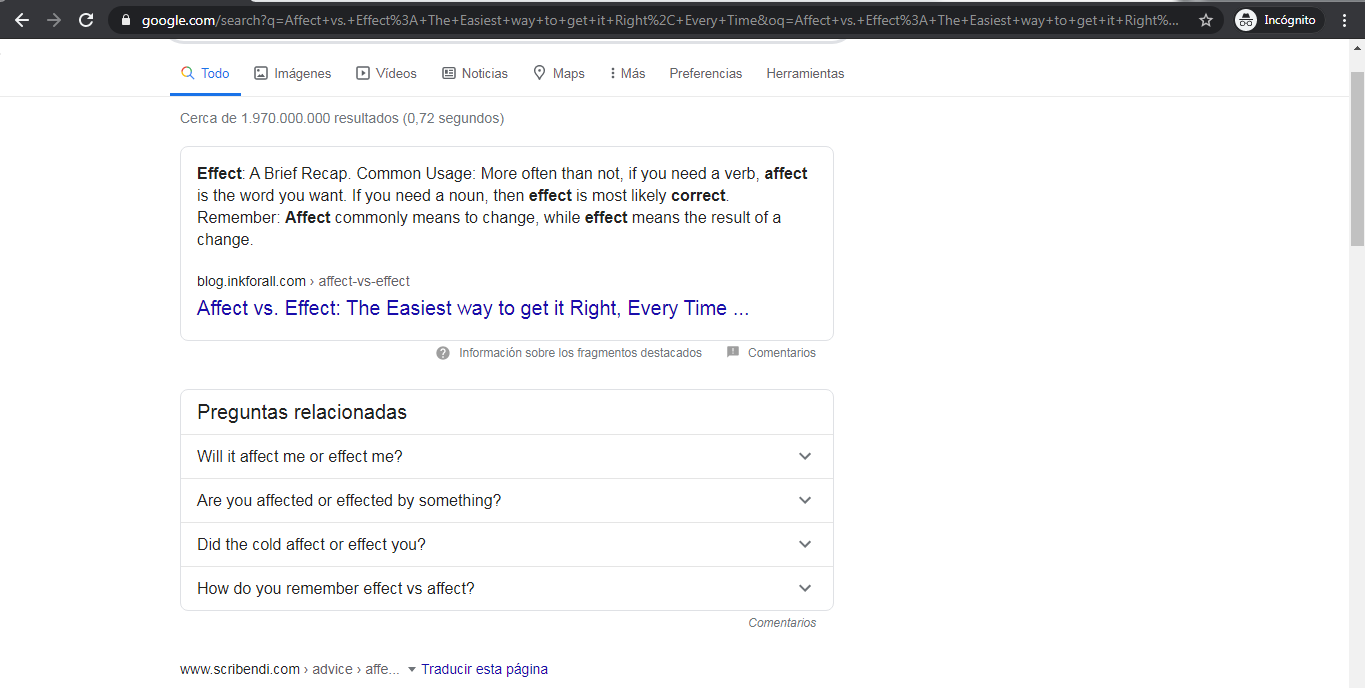 google.com/search?q=Affect+vs.+Effect%3A+The+Easiest+way+to+get+it+Right%2C+Every+Time&oq=Affect+vs.+Effect%3A+The+Easiest+way+to+get+it+Right%... Incógnito
Todo Imágenes Vídeos Noticias Maps Más Preferencias Herramientas
Cerca de 1.970.000.000 resultados (0,72 segundos)
Effect: A Brief Recap. Common Usage: More often than not, if you need a verb, affect
is the word you want. If you need a noun, then effect is most likely correct.
Remember: Affect commonly means to change, while effect means the result of a
change.
blog.inkforall.com › affect-vs-effect
Affect vs. Effect: The Easiest way to get it Right, Every Time ...
Información sobre los fragmentos destacados Comentarios
Preguntas relacionadas
Will it affect me or effect me?
Are you affected or effected by something?
Did the cold affect or effect you?
How do you remember effect vs affect?
Comentarios
www.scribendi.com › advice › affe... Traducir esta página